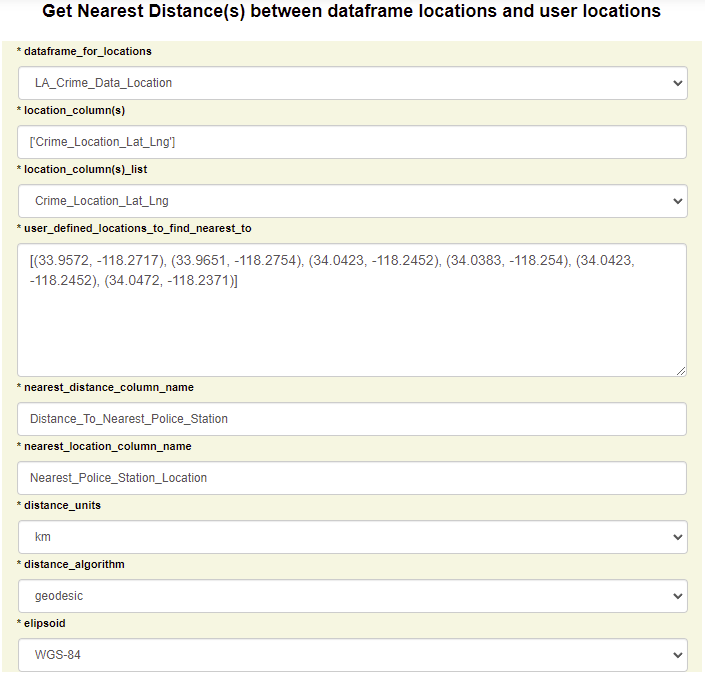 Get Nearest Distance(s) between dataframe locations and user locations
* dataframe_for_locations
LA_Crime_Data_Location
* location_column(s)
['Crime_Location_Lat_Lng']
* location_column(s)_list
Crime_Location_Lat_Lng
* user_defined_locations_to_find_nearest_to
[(33.9572, -118.2717), (33.9651, -118.2754), (34.0423, -118.2452), (34.0383, -118.254), (34.0423,
-118.2452), (34.0472, -118.2371)]
* nearest_distance_column_name
Distance_To_Nearest_Police_Station
* nearest_location_column_name
Nearest_Police_Station_Location
* distance_units
km
* distance_algorithm
geodesic
* elipsoid
WGS-84